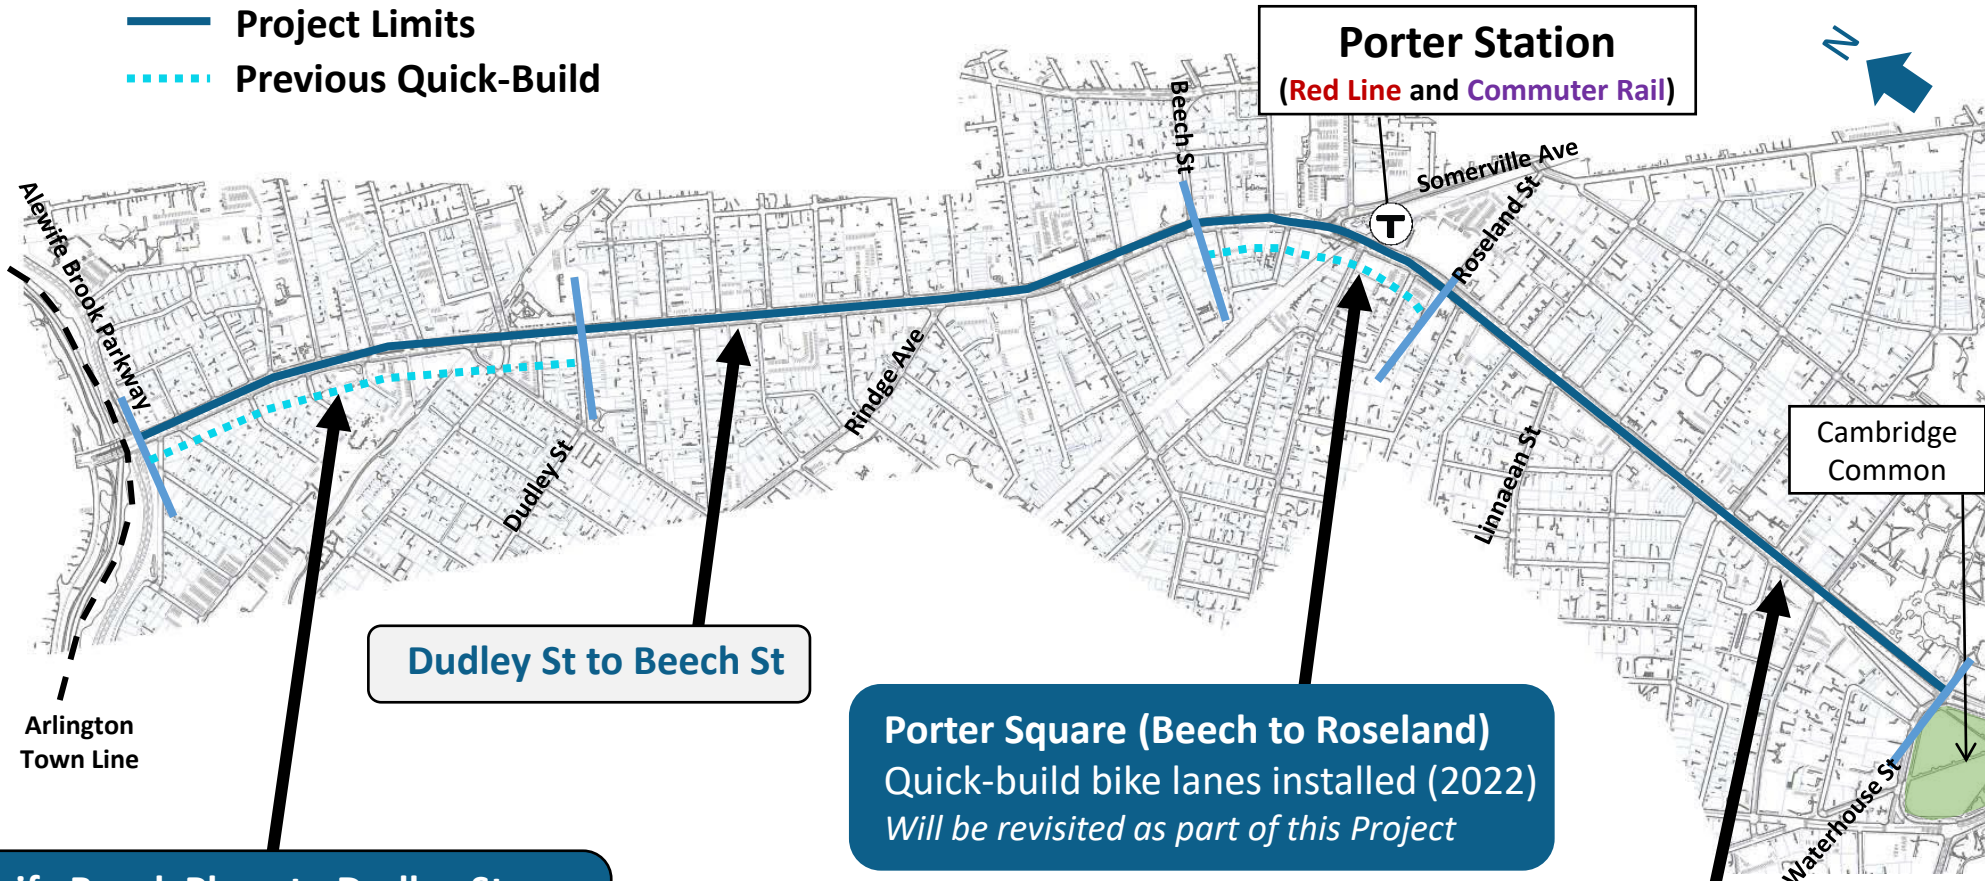 Project Limits
Previous Quick-Build
Porter Station
(Red Line and Commuter Rail)
N
Beech St
Somerville Ave
T
Roseland St
Alewife Brook Parkway
Rindge Ave
Dudley St
Linnaean St
Cambridge
Common
Dudley St to Beech St
Arlington
Town Line
Porter Square (Beech to Roseland)
Quick-build bike lanes installed (2022)
Will be revisited as part of this Project
Waterhouse St